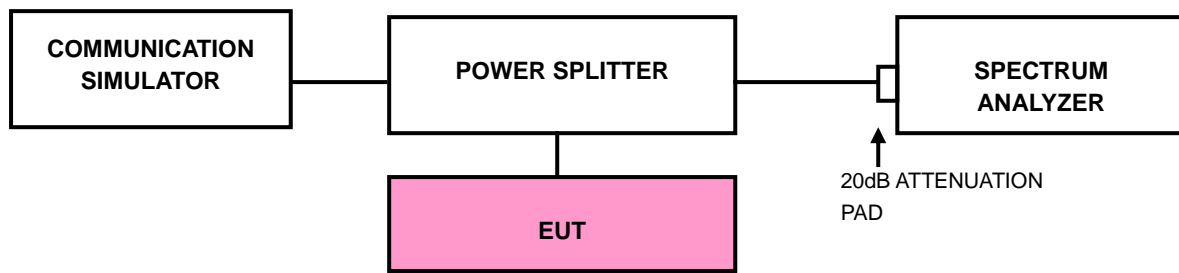 COMMUNICATION
SIMULATOR
POWER SPLITTER
SPECTRUM
ANALYZER
20dB ATTENUATION
PAD
EUT